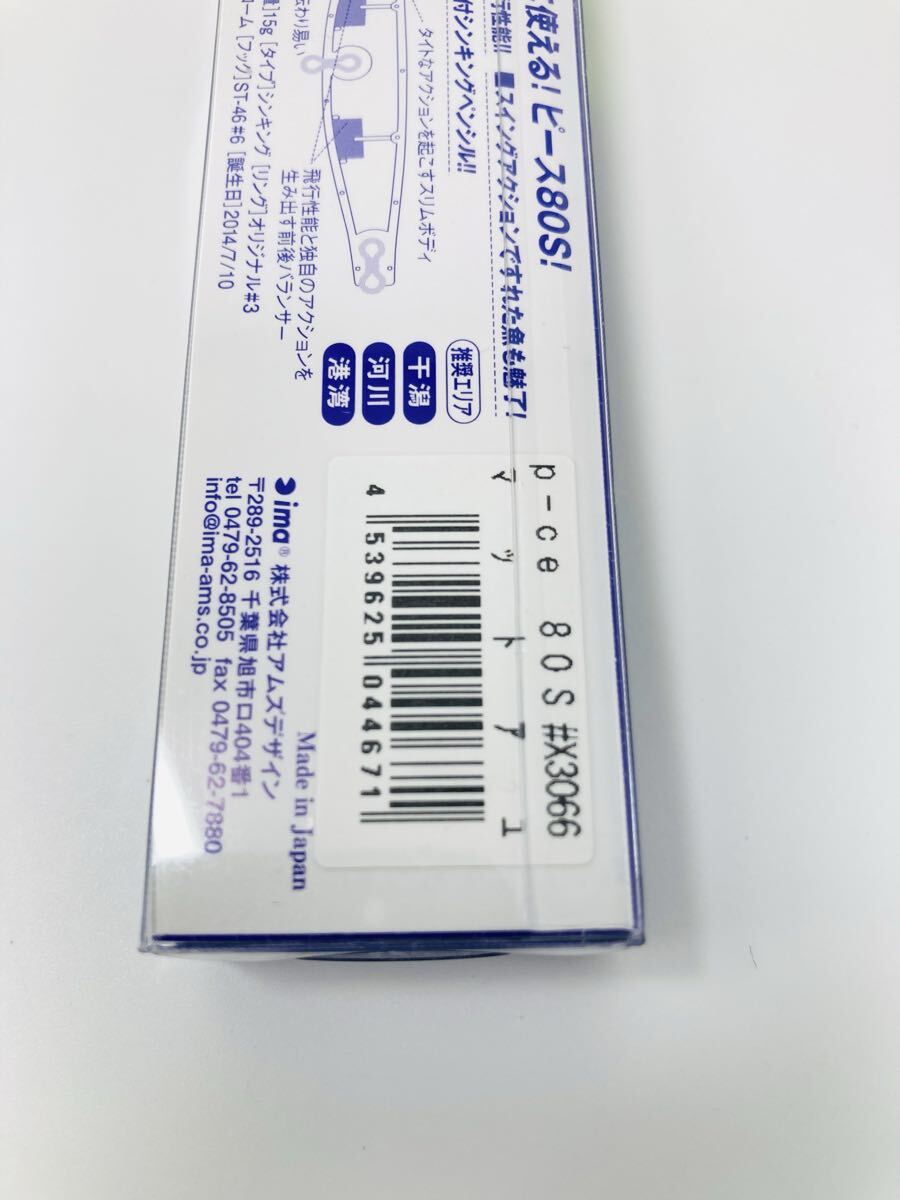 使える!ピース80S!
行性能!! ■スイングアクションですれた魚も魅了!
付シンキングペンシル!!
タイトなアクションを起こすスリムボディ
伝わり易い
飛行性能と独自のアクションを
生み出す前後バランサー
量]15g [タイプ]シンキング [リング]オリジナル#3
ローム [フック]ST-46#6 [誕生日]2014/7/10
推奨エリア
干潟
河川
港湾
p-ce 80S #X3066
マットアユ
4 539625 044671
Made in Japan
ima® 株式会社アムズデザイン
〒289-2516 千葉県旭市ロ404番1
tel 0479-62-8505 fax 0479-62-7880
info@ima-ams.co.jp